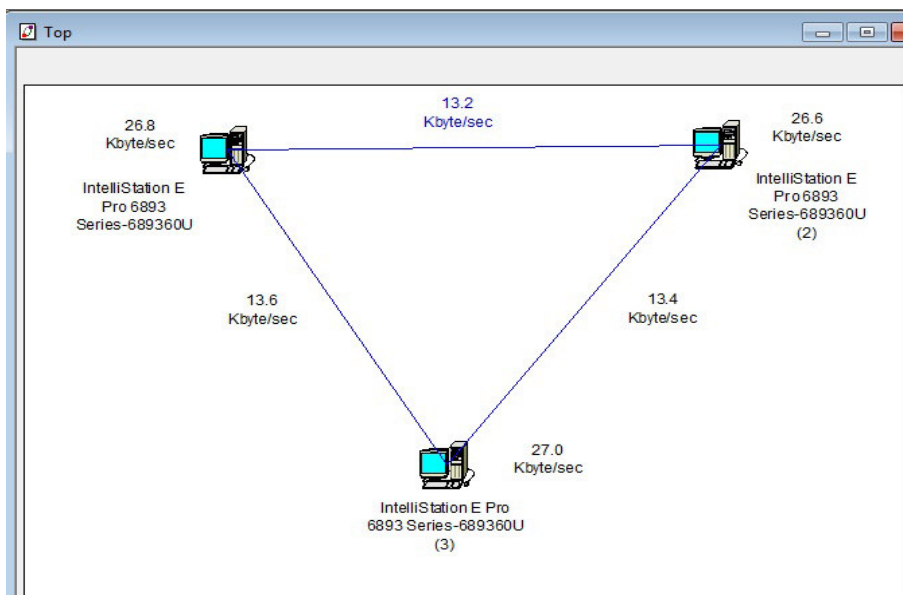 Top
13.2
Kbyte/sec
26.8
Kbyte/sec
26.6
Kbyte/sec
IntelliStation E
Pro 6893
Series-689360U
IntelliStation E
Pro 6893
Series-689360U
(2)
13.6
Kbyte/sec
13.4
Kbyte/sec
27.0
Kbyte/sec
IntelliStation E Pro
6893 Series-689360U
(3)